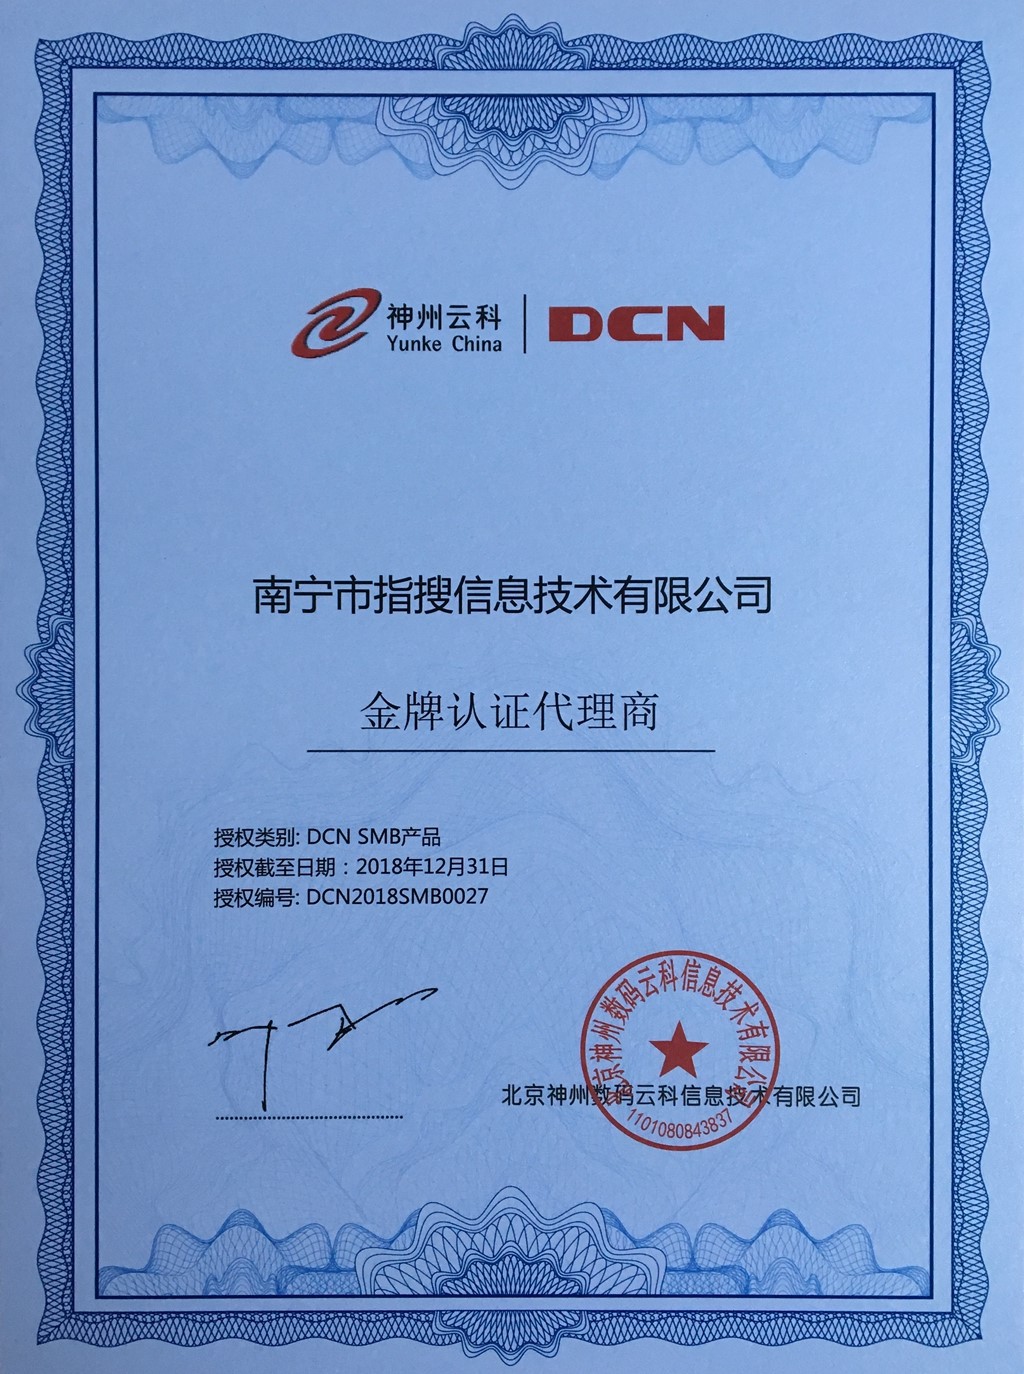 神州云科
Yunke China
DCN
南宁市指搜信息技术有限公司
金牌认证代理商
授权类别: DCN SMB产品
授权截至日期：2018年12月31日
授权编号: DCN2018SMB0027
北京神州数码云科信息技术有限公司
北京神州数码云科信息技术有限公司
1101080843837